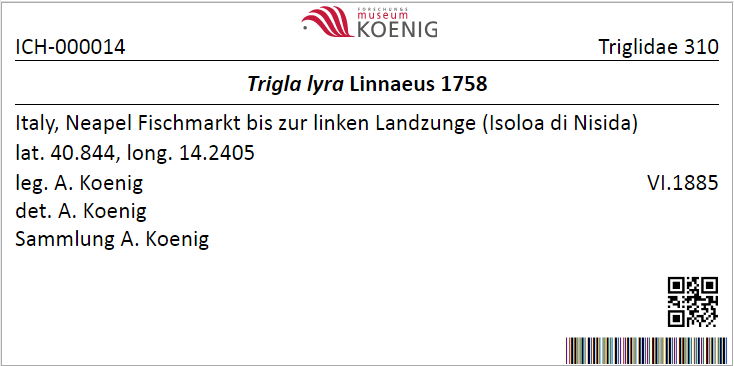 FORSCHUNGS
museum
KOENIG
ICH-000014 Triglidae 310
Trigla lyra Linnaeus 1758
Italy, Neapel Fischmarkt bis zur linken Landzunge (Isoloa di Nisida)
lat. 40.844, long. 14.2405
leg. A. Koenig VI.1885
det. A. Koenig
Sammlung A. Koenig